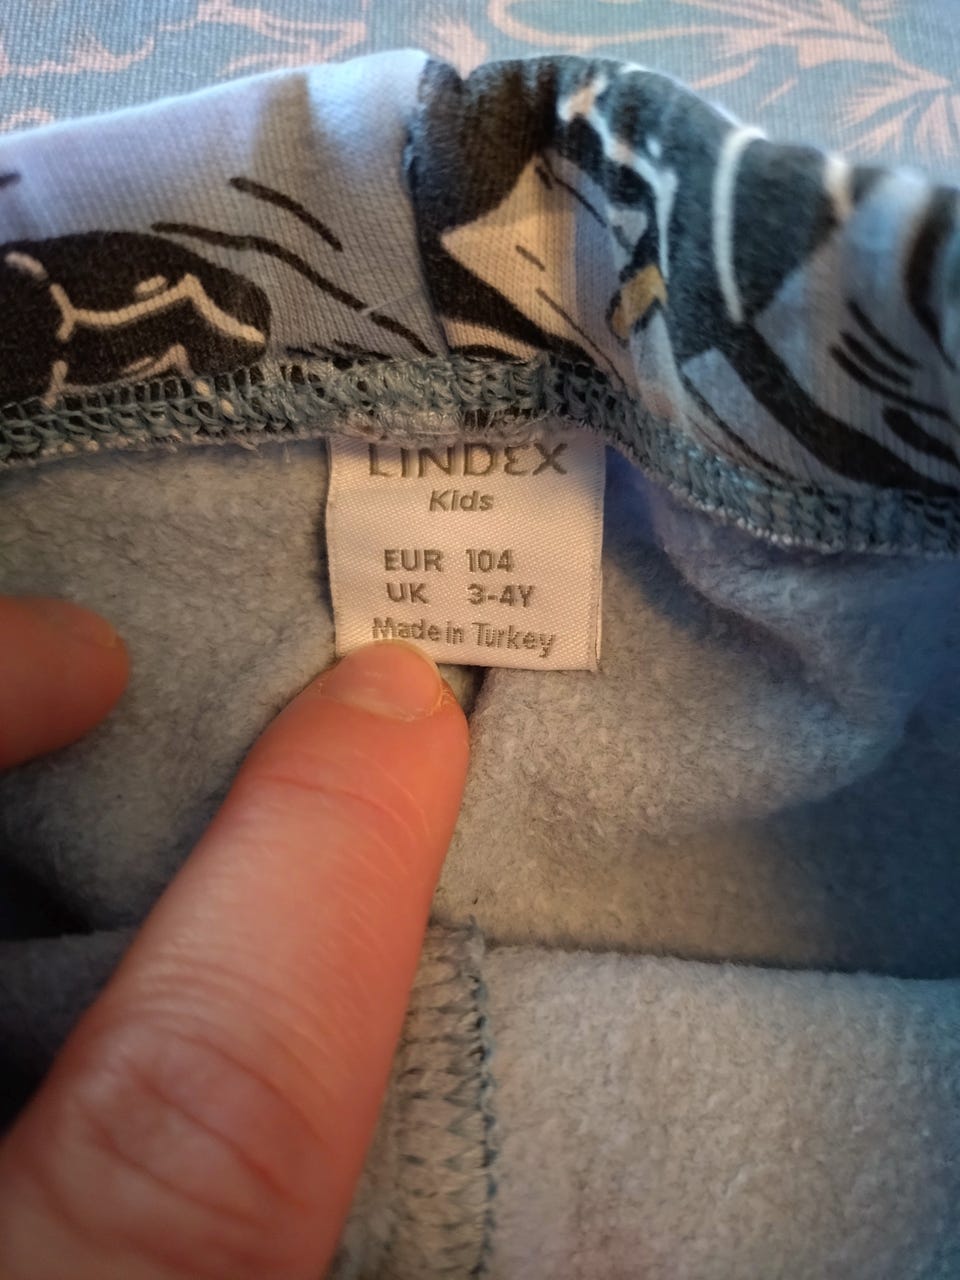 LINDEX
Kids
EUR 104
UK 3-4Y
Made in Turkey